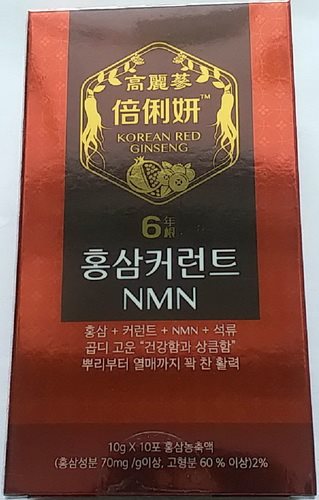 高麗蔘
倍俐妍™
KOREAN RED
GINSENG
6年根
홍삼커런트
NMN
홍삼 + 커런트 + NMN + 석류
곱디 고운 "건강함과 상큼함"
뿌리부터 열매까지 꽉 찬 활력
10g X 10포 홍삼농축액
(홍삼성분 70mg /g이상, 고형분 60 % 이상)2%